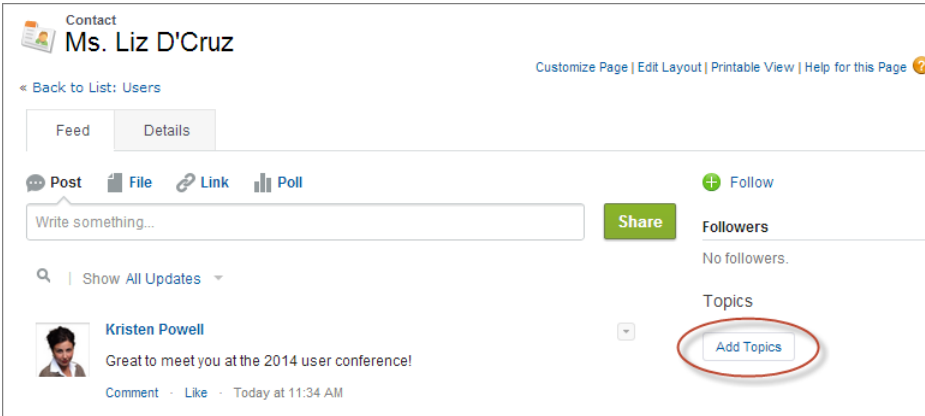 Contact
Ms. Liz D'Cruz
Customize Page | Edit Layout | Printable View | Help for this Page ?
« Back to List: Users
Feed Details
Post File Link Poll
Write something...
Share
Follow
Followers
No followers.
Show All Updates
Topics
Add Topics
Kristen Powell
Great to meet you at the 2014 user conference!
Comment · Like · Today at 11:34 AM